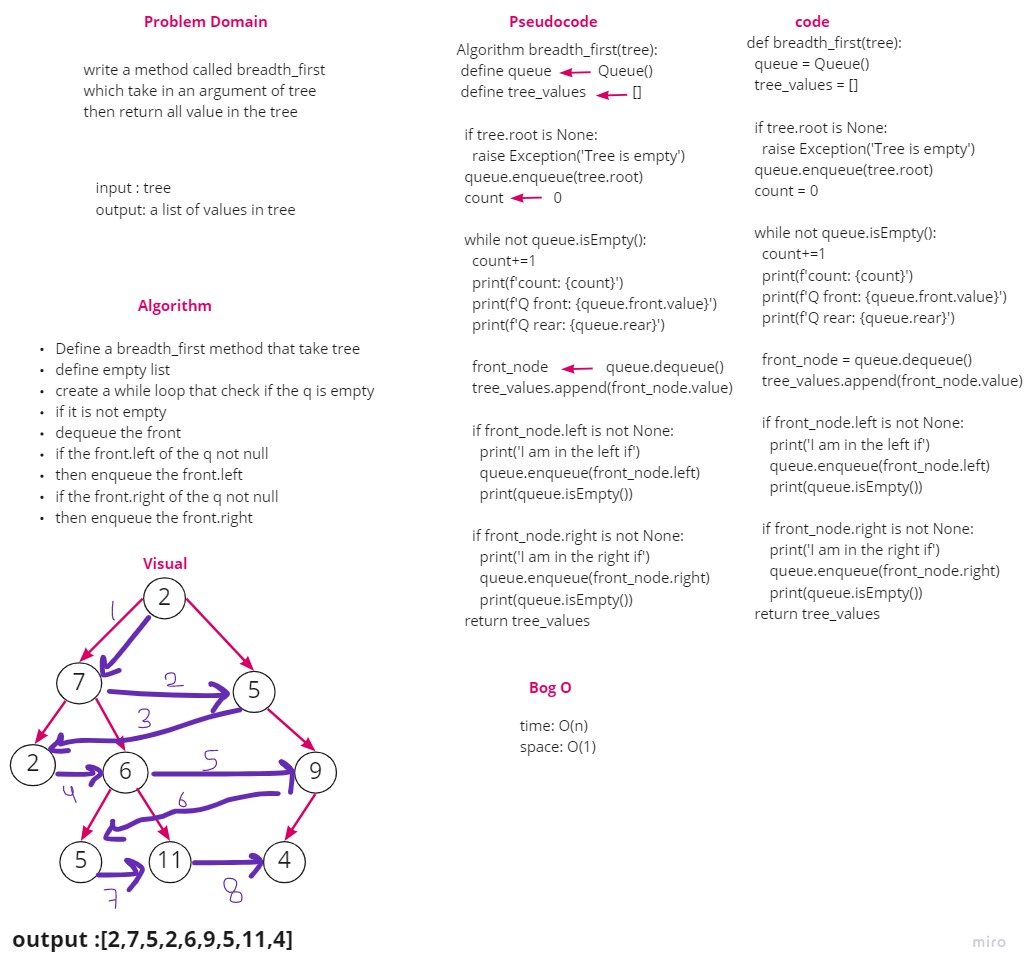 Problem Domain
write a method called breadth_first
which take in an argument of tree
then return all value in the tree
input : tree
output: a list of values in tree
Algorithm
• Define a breadth_first method that take tree
• define empty list
• create a while loop that check if the q is empty
• if it is not empty
• dequeue the front
• if the front.left of the q not null
• then enqueue the front.left
• if the front.right of the q not null
• then enqueue the front.right
Visual
2
1
7
2
5
3
2
4
6
5
9
6
5
7
11
8
4
output :[2,7,5,2,6,9,5,11,4]
Pseudocode
Algorithm breadth_first(tree):
define queue Queue()
define tree_values []
if tree.root is None:
raise Exception('Tree is empty')
queue.enqueue(tree.root)
count 0
while not queue.isEmpty():
count+=1
print(f'count: {count}')
print(f'Q front: {queue.front.value}')
print(f'Q rear: {queue.rear}')
front_node queue.dequeue()
tree_values.append(front_node.value)
if front_node.left is not None:
print('I am in the left if')
queue.enqueue(front_node.left)
print(queue.isEmpty())
if front_node.right is not None:
print('I am in the right if')
queue.enqueue(front_node.right)
print(queue.isEmpty())
return tree_values
Bog O
time: O(n)
space: O(1)
code
def breadth_first(tree):
queue = Queue()
tree_values = []
if tree.root is None:
raise Exception('Tree is empty')
queue.enqueue(tree.root)
count = 0
while not queue.isEmpty():
count+=1
print(f'count: {count}')
print(f'Q front: {queue.front.value}')
print(f'Q rear: {queue.rear}')
front_node = queue.dequeue()
tree_values.append(front_node.value)
if front_node.left is not None:
print('I am in the left if')
queue.enqueue(front_node.left)
print(queue.isEmpty())
if front_node.right is not None:
print('I am in the right if')
queue.enqueue(front_node.right)
print(queue.isEmpty())
return tree_values
miro